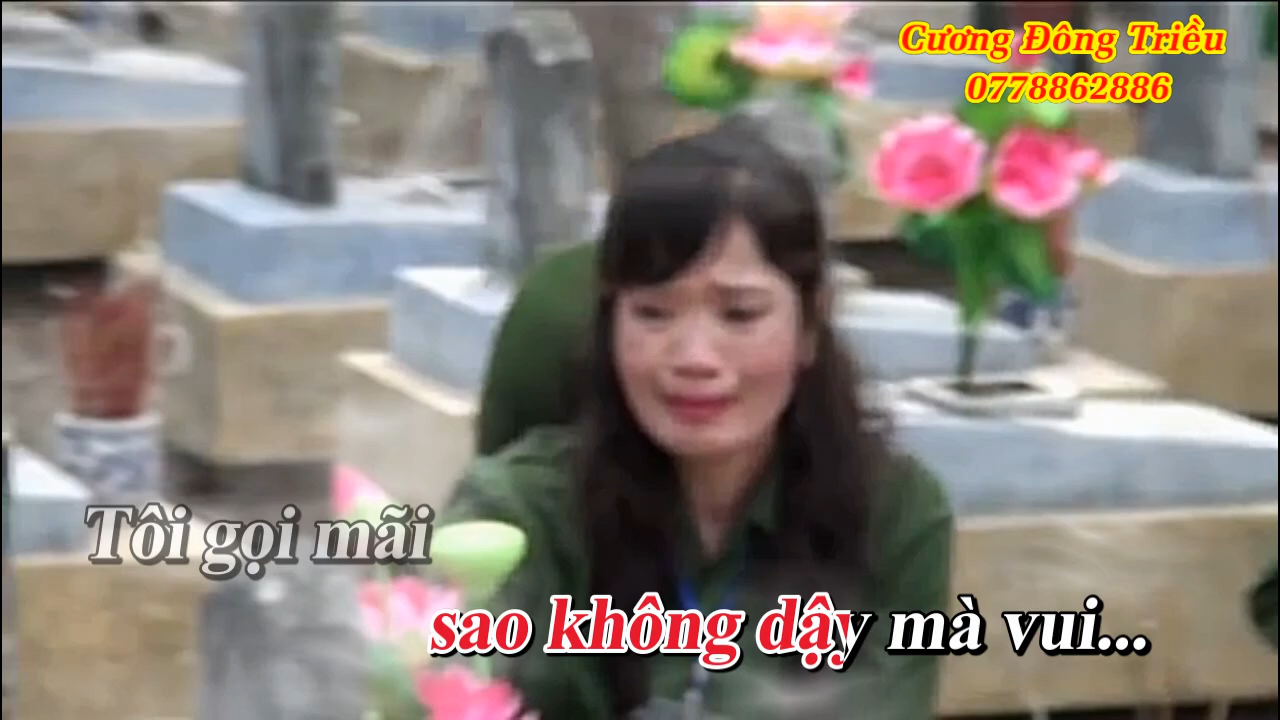 Cương Đông Triều
0778862886
Tôi gọi mãi
sao không dậy mà vui...